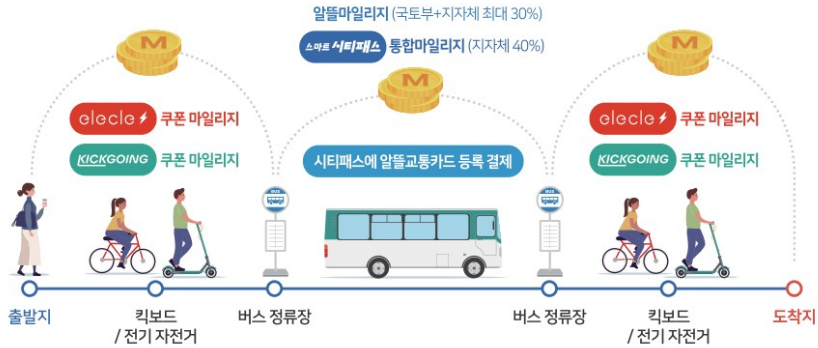 알뜰마일리지 (국토부+지자체 최대 30%)
스마트 시티패스 통합마일리지 (지자체 40%)
M
M
M
elecle 쿠폰 마일리지
KICKGOING 쿠폰 마일리지
시티패스에 알뜰교통카드 등록 결제
elecle 쿠폰 마일리지
KICKGOING 쿠폰 마일리지
BUS
BUS
출발지
킥보드
/ 전기 자전거
버스 정류장
버스 정류장
킥보드
/ 전기 자전거
도착지